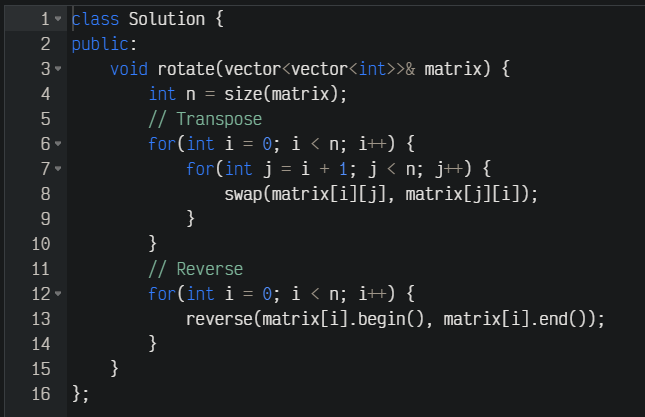 1 class Solution {
2 public:
3     void rotate(vector<vector<int>>& matrix) {
4         int n = size(matrix);
5         // Transpose
6         for(int i = 0; i < n; i++) {
7             for(int j = i + 1; j < n; j++) {
8                 swap(matrix[i][j], matrix[j][i]);
9             }
10         }
11         // Reverse
12         for(int i = 0; i < n; i++) {
13             reverse(matrix[i].begin(), matrix[i].end());
14         }
15     }
16 };